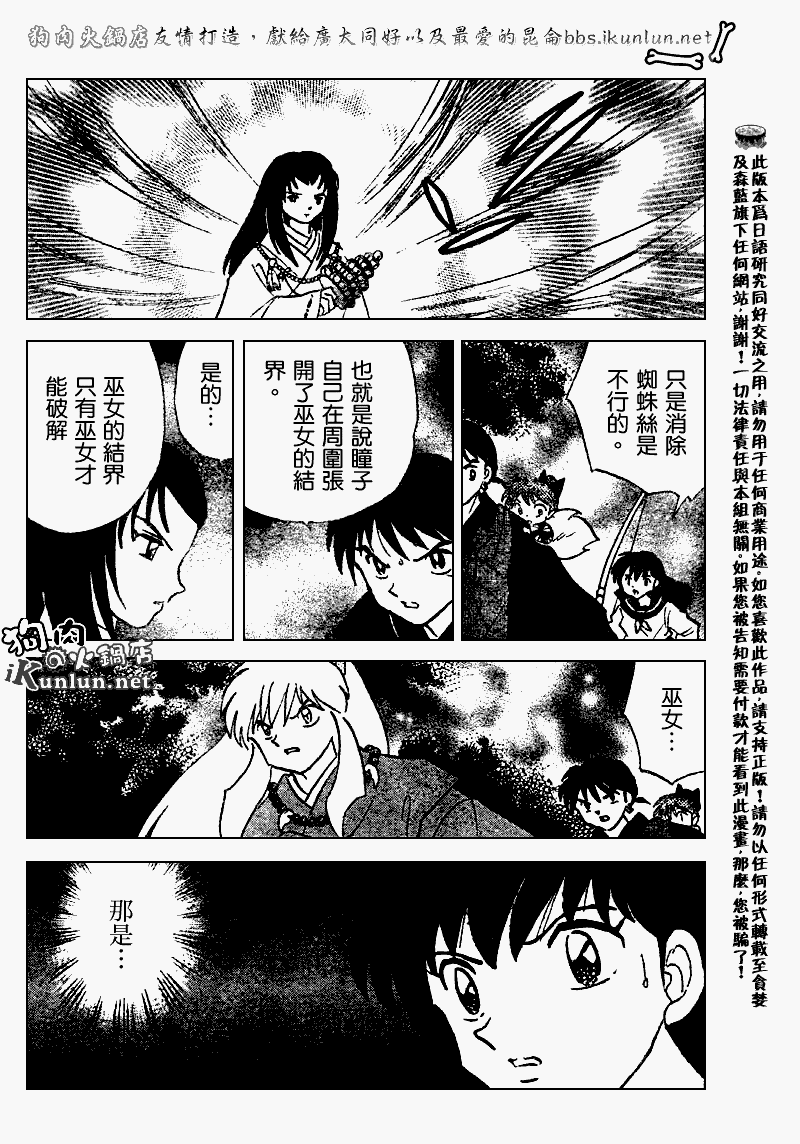 狗肉火鍋店友情打造，獻給廣大同好以及最愛的昆侖bbs.ikunlun.net
只是消除
蜘蛛絲是
不行的。
也就是說瞳子
自己在周圍張
開了巫女的結
界。
是的…
巫女的結界
只有巫女才
能破解
巫女…
那是…
狗肉の火鍋店
iKunlun.net
此版本爲日語研究同好交流之用，請勿用于任何商業用途。如您喜歡此作品，請支持正版！請勿以任何形式轉載至貪婪
及森藍旗下任何網站，謝謝！一切法律責任與本組無關。如果您被告知需要付款才能看到此漫畫，那麼，您被騙了！